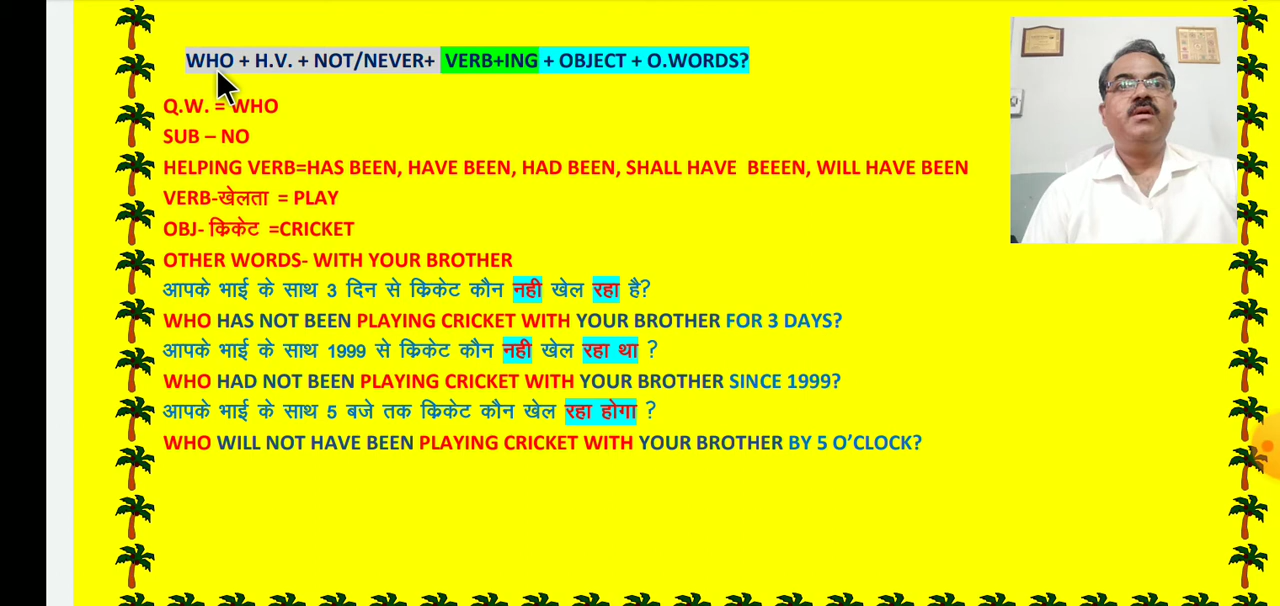 WHO + H.V. + NOT/NEVER+ VERB+ING + OBJECT + O.WORDS?
Q.W. = WHO
SUB – NO
HELPING VERB=HAS BEEN, HAVE BEEN, HAD BEEN, SHALL HAVE BEEEN, WILL HAVE BEEN
VERB-खेलता = PLAY
OBJ- क्रिकेट =CRICKET
OTHER WORDS- WITH YOUR BROTHER
आपके भाई के साथ 3 दिन से क्रिकेट कौन नही खेल रहा है?
WHO HAS NOT BEEN PLAYING CRICKET WITH YOUR BROTHER FOR 3 DAYS?
आपके भाई के साथ 1999 से क्रिकेट कौन नही खेल रहा था ?
WHO HAD NOT BEEN PLAYING CRICKET WITH YOUR BROTHER SINCE 1999?
आपके भाई के साथ 5 बजे तक क्रिकेट कौन खेल रहा होगा ?
WHO WILL NOT HAVE BEEN PLAYING CRICKET WITH YOUR BROTHER BY 5 O’CLOCK?